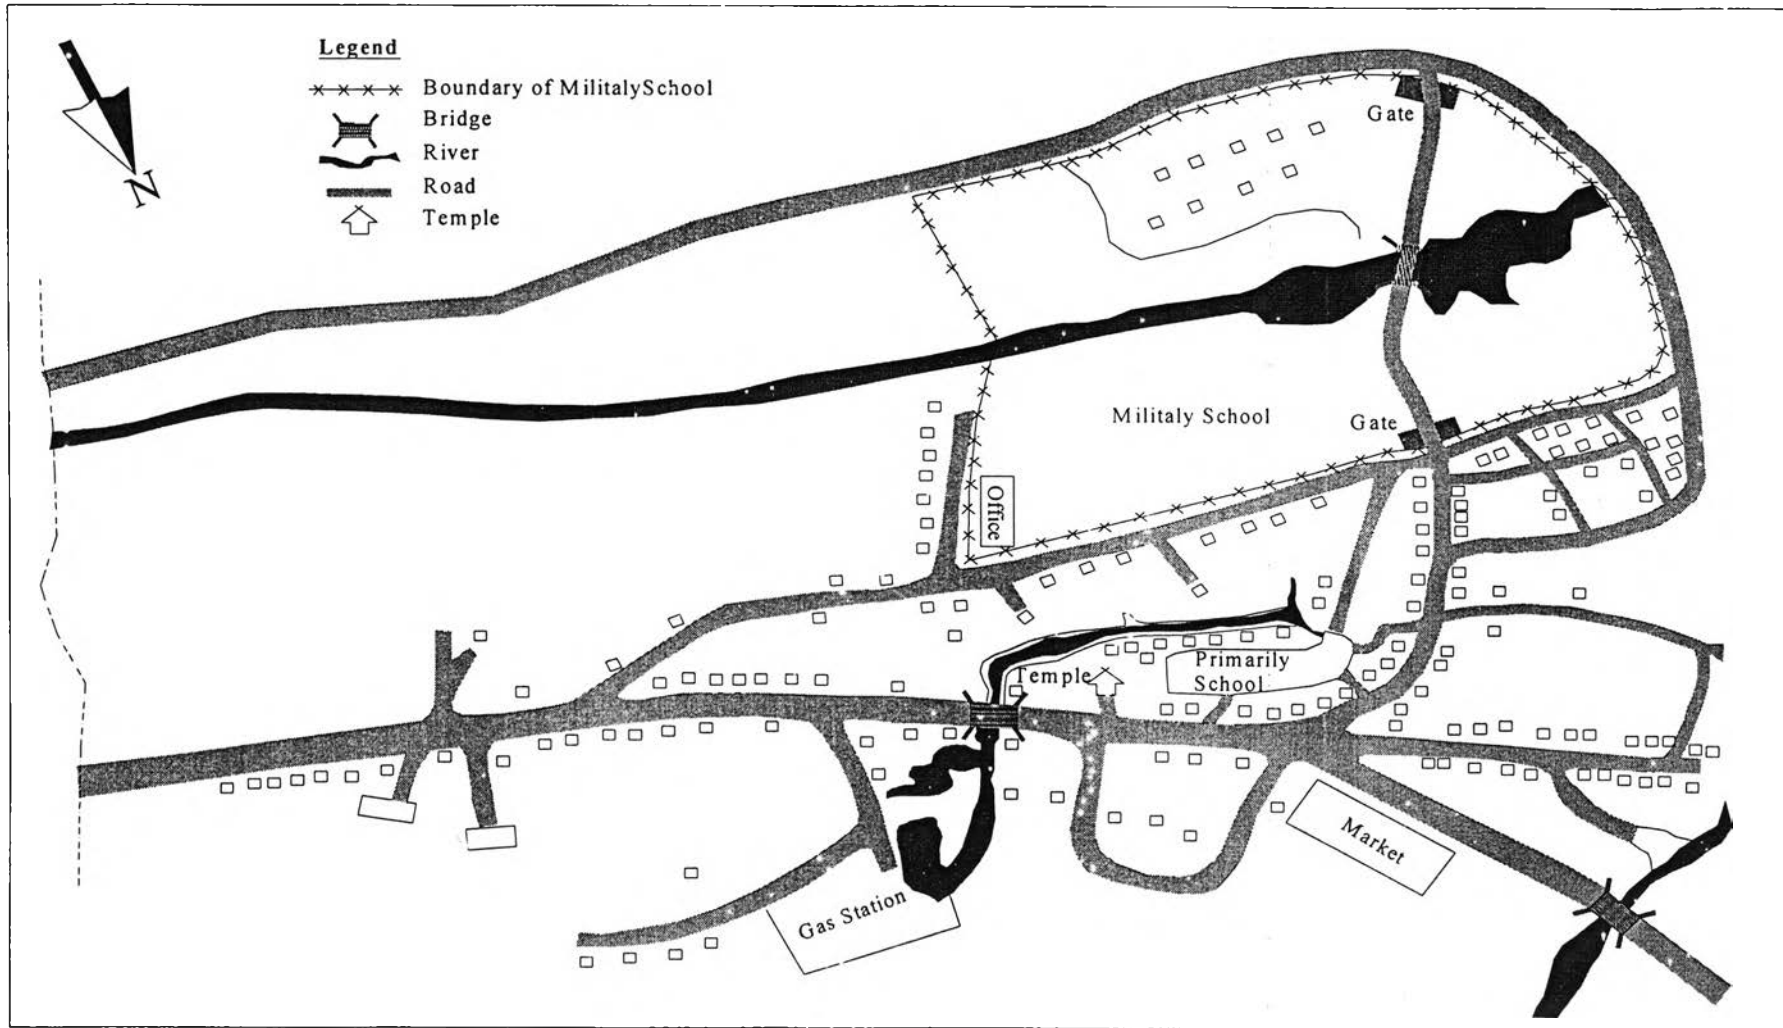 Legend
Boundary of MilitalySchool
Bridge
River
Road
Temple
N
Gate
Militaly School
Gate
Office
Temple
Primarily
School
Market
Gas Station